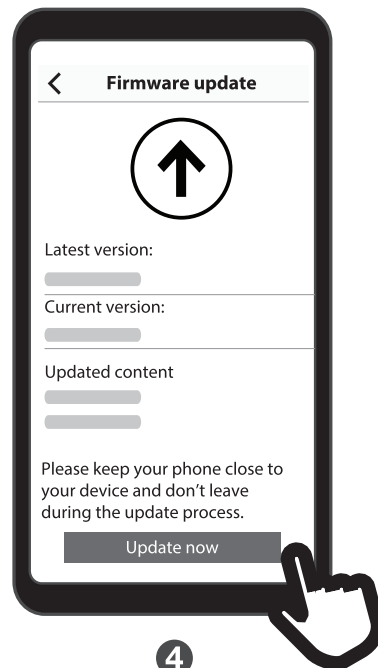 Firmware update
Latest version:
Current version:
Updated content
Please keep your phone close to
your device and don’t leave
during the update process.
Update now
4